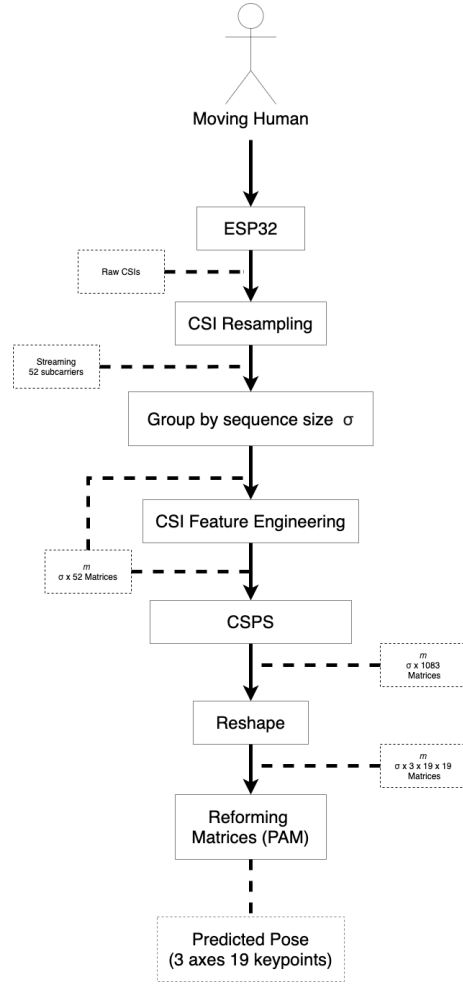 Moving Human
ESP32
Raw CSIs
CSI Resampling
Streaming
52 subcarriers
Group by sequence size σ
CSI Feature Engineering
m
σ x 52 Matrices
CSPS
m
σ x 1083
Matrices
Reshape
m
σ x 3 x 19 x 19
Matrices
Reforming
Matrices (PAM)
Predicted Pose
(3 axes 19 keypoints)